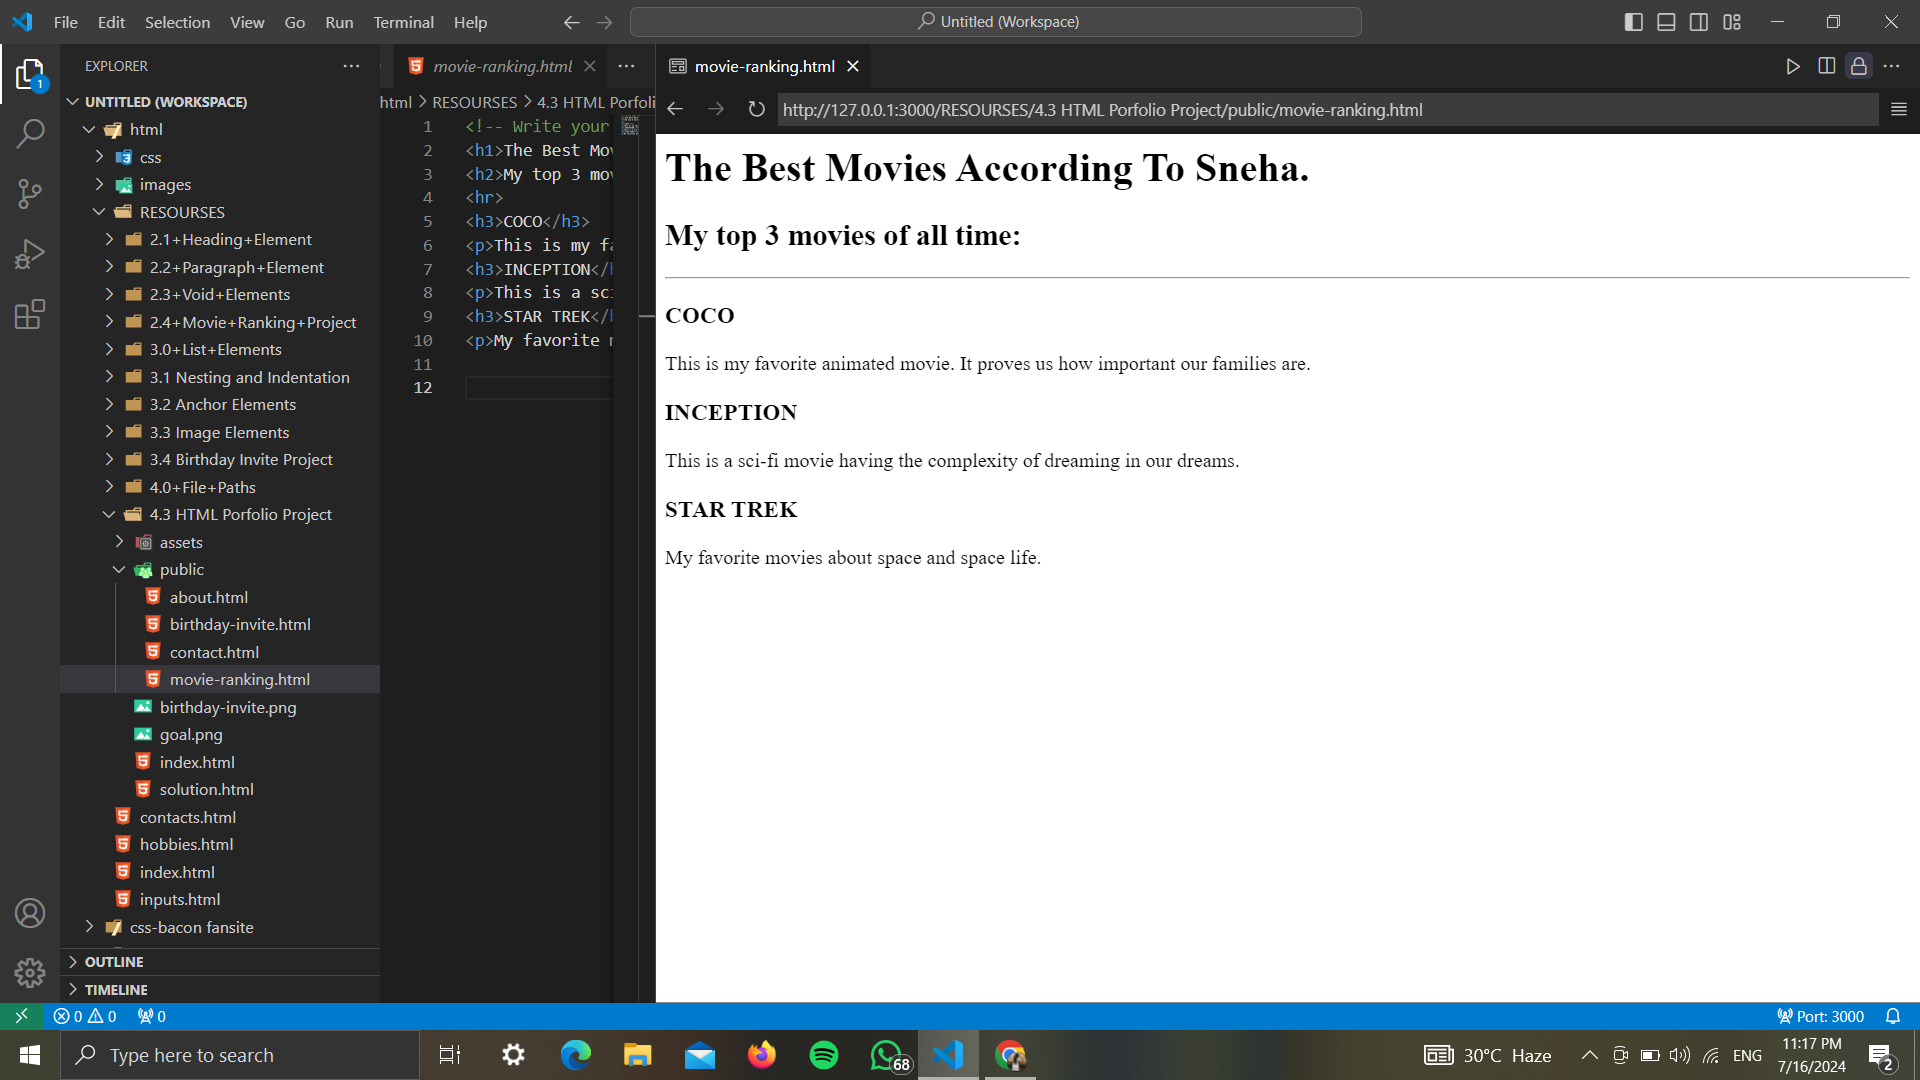 File Edit Selection View Go Run Terminal Help
Untitled (Workspace)
EXPLORER
1
UNTITLED (WORKSPACE)
html
css
images
RESOURSES
2.1+Heading+Element
2.2+Paragraph+Element
2.3+Void+Elements
2.4+Movie+Ranking+Project
3.0+List+Elements
3.1 Nesting and Indentation
3.2 Anchor Elements
3.3 Image Elements
3.4 Birthday Invite Project
4.0+File+Paths
4.3 HTML Porfolio Project
assets
public
about.html
birthday-invite.html
contact.html
movie-ranking.html
birthday-invite.png
goal.png
index.html
solution.html
contacts.html
hobbies.html
index.html
inputs.html
css-bacon fansite
OUTLINE
TIMELINE
movie-ranking.html
html > RESOURSES > 4.3 HTML Porfoli
1 <!-- Write your
2 <h1>The Best Mov
3 <h2>My top 3 mov
4 <hr>
5 <h3>COCO</h3>
6 <p>This is my fa
7 <h3>INCEPTION</h
8 <p>This is a sci
9 <h3>STAR TREK</h
10 <p>My favorite m
11
12
movie-ranking.html
http://127.0.0.1:3000/RESOURSES/4.3 HTML Porfolio Project/public/movie-ranking.html
The Best Movies According To Sneha.
My top 3 movies of all time:
COCO
This is my favorite animated movie. It proves us how important our families are.
INCEPTION
This is a sci-fi movie having the complexity of dreaming in our dreams.
STAR TREK
My favorite movies about space and space life.
0 0 0
Port: 3000
Type here to search
68
30°C Haze
ENG
11:17 PM
7/16/2024
2